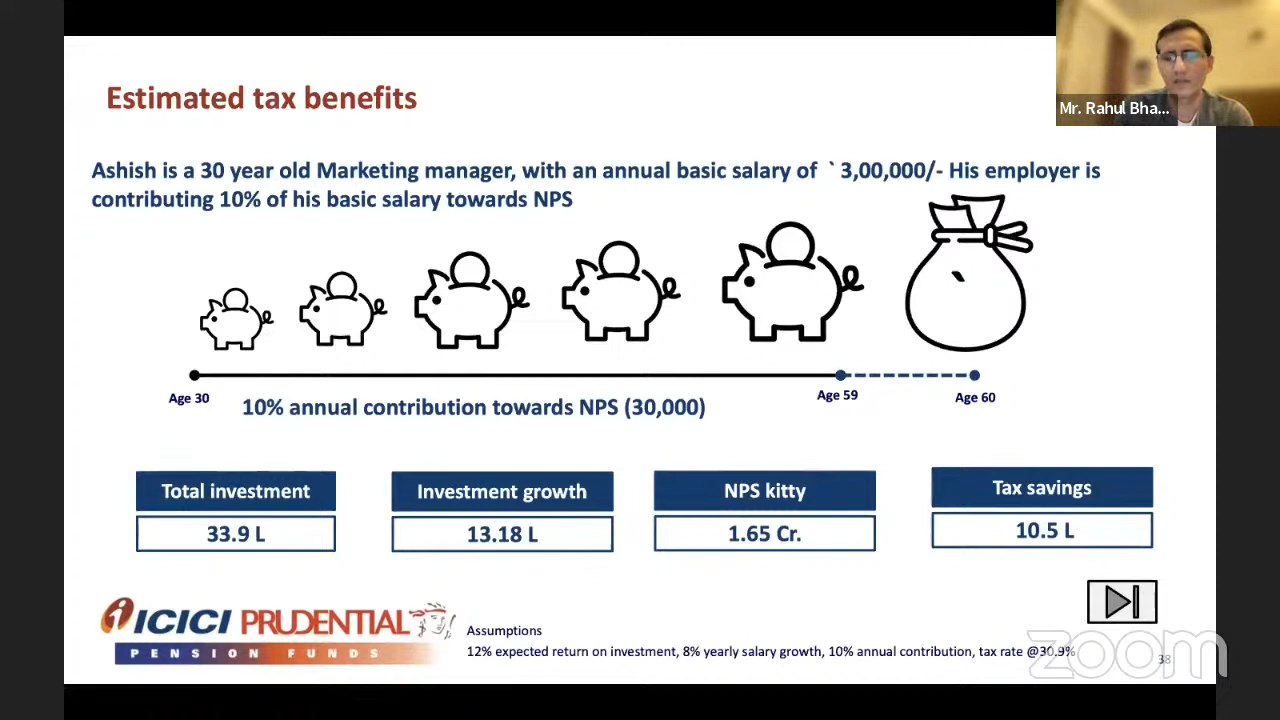 Mr. Rahul Bha...
Estimated tax benefits
Ashish is a 30 year old Marketing manager, with an annual basic salary of ` 3,00,000/- His employer is
contributing 10% of his basic salary towards NPS
`
Age 30
Age 59
Age 60
10% annual contribution towards NPS (30,000)
Total investment
33.9 L
Investment growth
13.18 L
NPS kitty
1.65 Cr.
Tax savings
10.5 L
ICICI PRUDENTIAL
PENSION FUNDS
Assumptions
12% expected return on investment, 8% yearly salary growth, 10% annual contribution, tax rate @30.9%
zoom
38